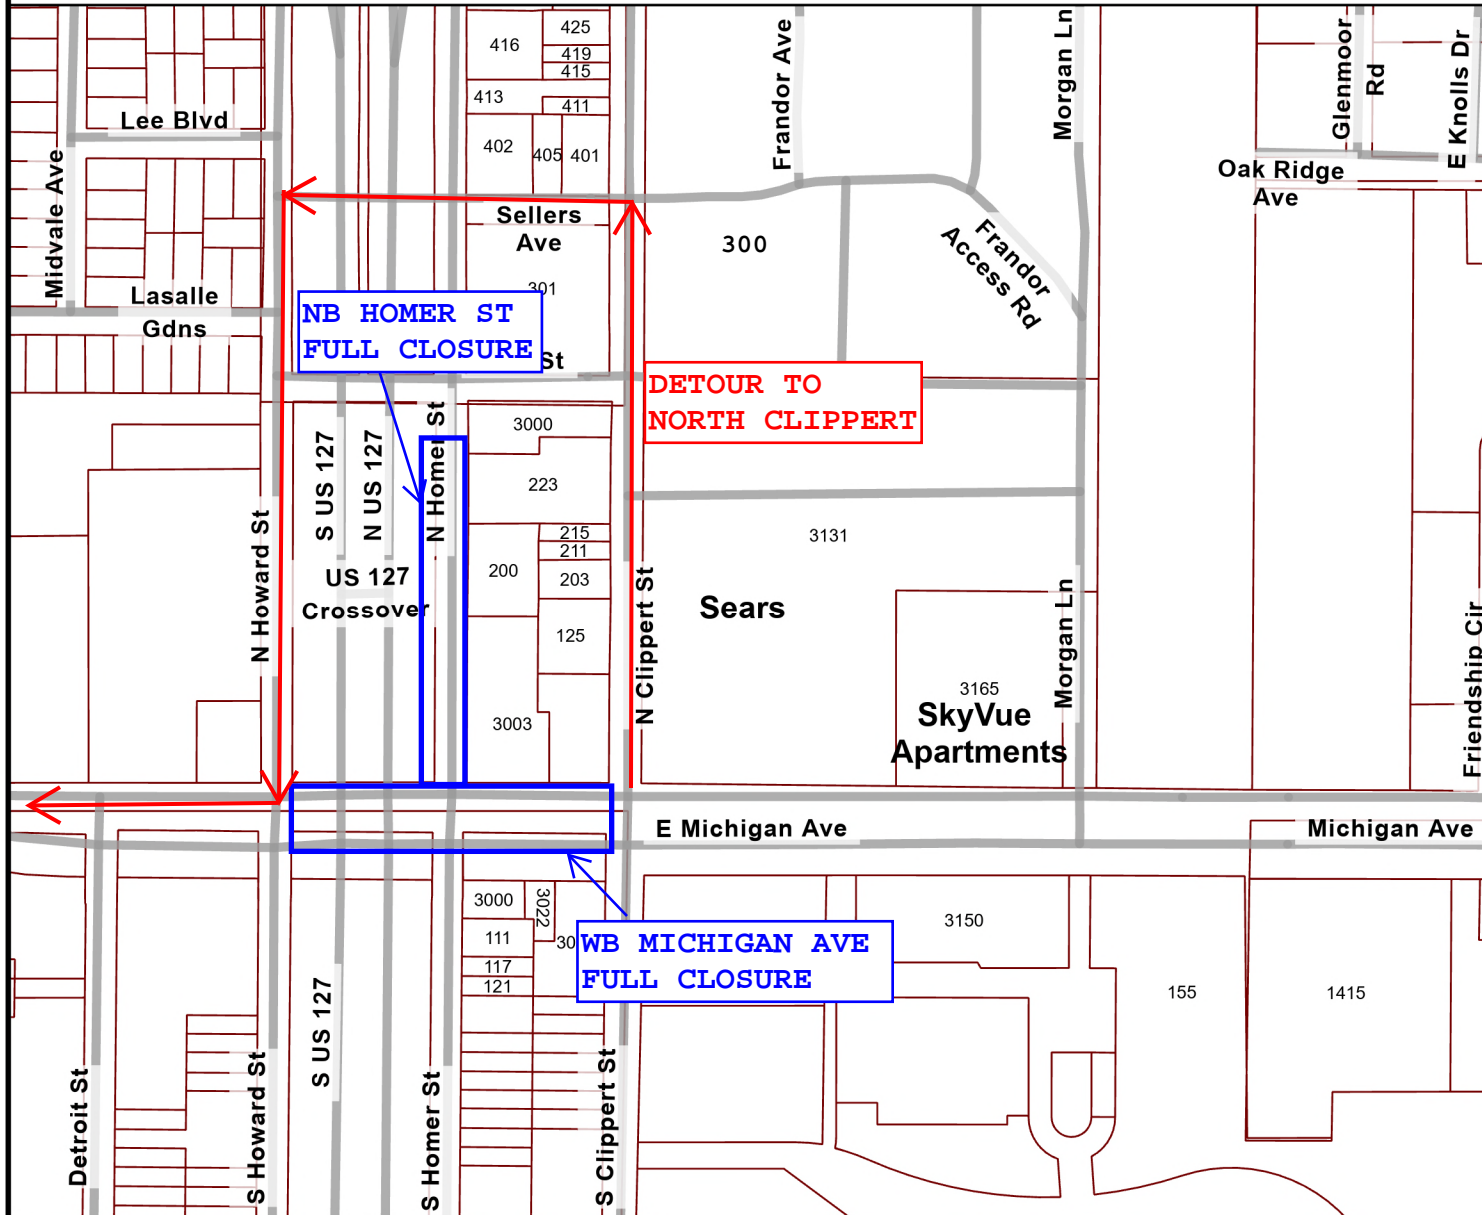 425
416
419
415
413
411
402
405
401
Lee Blvd
Midvale Ave
Frandor Ave
Morgan Ln
Glenmoor
Rd
E Knolls Dr
Oak Ridge
Ave
Sellers
Ave
300
Frandor
Access Rd
Lasalle
Gdns
301
NB HOMER ST
FULL CLOSURE
St
DETOUR TO
NORTH CLIPPERT
3000
223
S US 127
N US 127
N Homer St
N Howard St
215
211
200
203
US 127
Crossover
125
3131
Sears
N Clippert St
Morgan Ln
3165
SkyVue
Apartments
3003
Friendship Cir
E Michigan Ave
Michigan Ave
3000
3022
30
111
117
121
WB MICHIGAN AVE
FULL CLOSURE
3150
155
1415
S US 127
Detroit St
S Howard St
S Homer St
S Clippert St